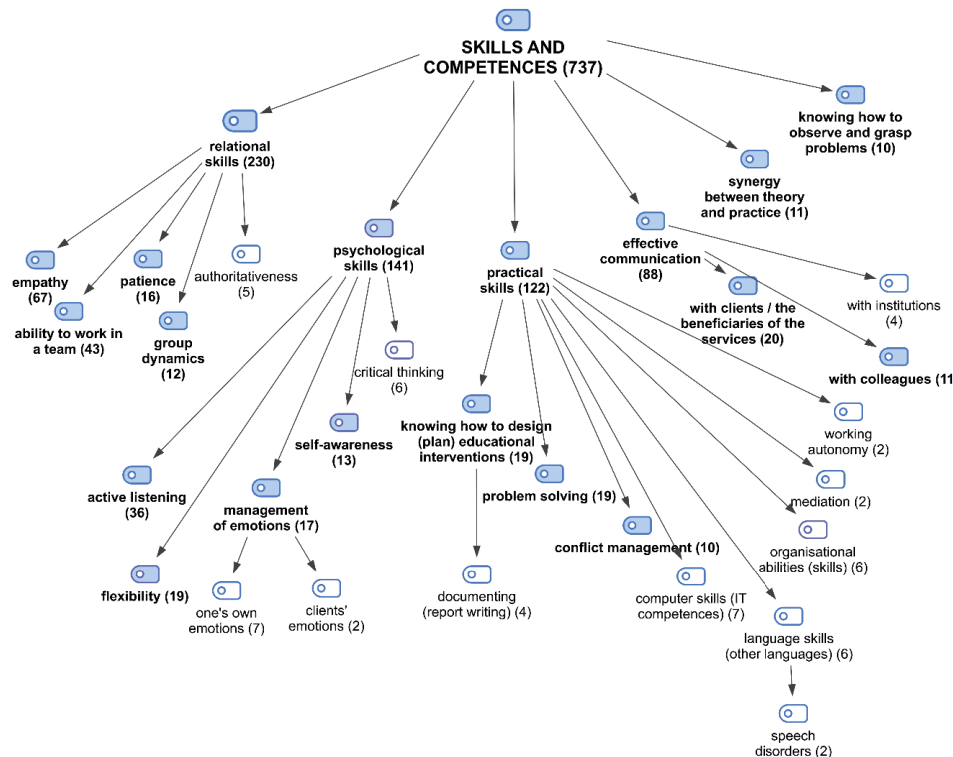 SKILLS AND
COMPETENCES (737)
knowing how to
observe and grasp
problems (10)
relational
skills (230)
synergy
between theory
and practice (11)
psychological
skills (141)
practical
skills (122)
effective
communication
(88)
empathy
(67)
patience
(16)
authoritativeness
(5)
ability to work in
a team (43)
group
dynamics
(12)
with clients / the
beneficiaries of the
services (20)
with institutions
(4)
with colleagues (11
critical thinking
(6)
self-awareness
(13)
knowing how to design
(plan) educational
interventions (19)
working
autonomy (2)
active listening
(36)
management
of emotions (17)
problem solving (19)
mediation (2)
conflict management (10)
organisational
abilities (skills) (6)
flexibility (19)
one's own
emotions (7)
clients'
emotions (2)
documenting
(report writing) (4)
computer skills (IT
competences) (7)
language skills
(other languages) (6)
speech
disorders (2)